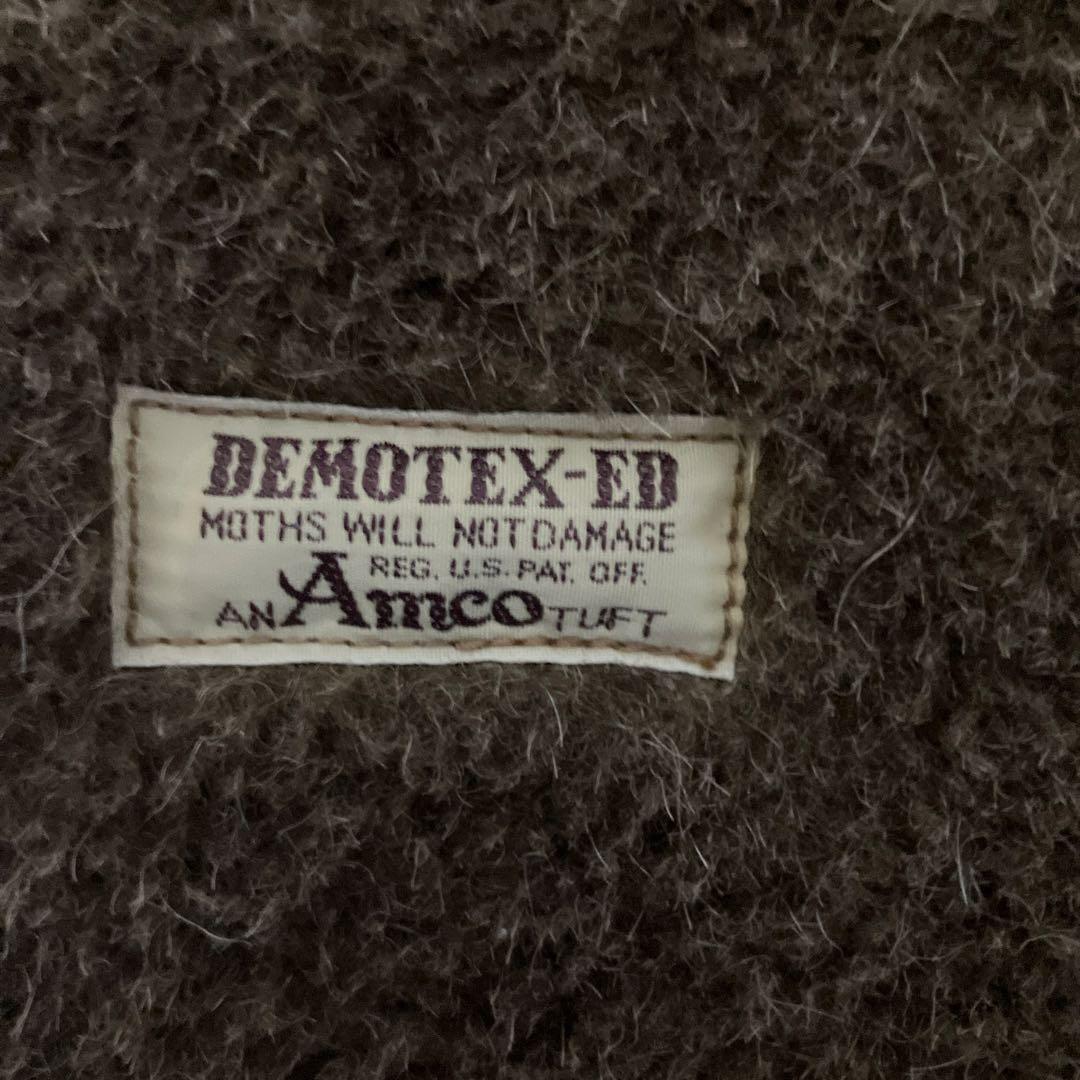 DEMOTEX-ED
MOTHS WILL NOT DAMAGE
REG. U.S. PAT. OFF.
AN Amco TUFT